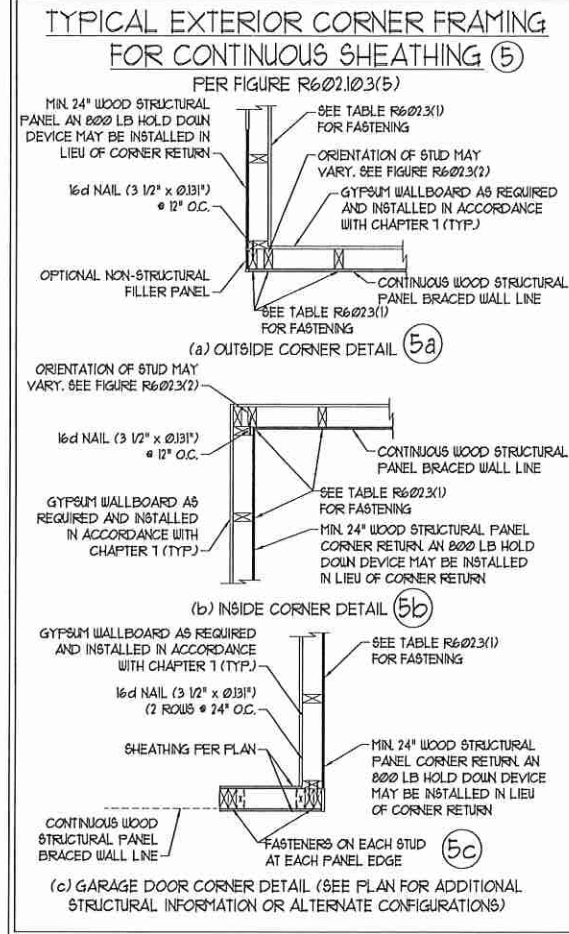 TYPICAL EXTERIOR CORNER FRAMING
FOR CONTINUOUS SHEATHING 5
PER FIGURE R602.10.3(5)
MIN. 24" WOOD STRUCTURAL
PANEL AN 800 LB HOLD DOWN
DEVICE MAY BE INSTALLED IN
LIEU OF CORNER RETURN
16d NAIL (3 1/2" x 0.131")
@ 12" O.C.
OPTIONAL NON-STRUCTURAL
FILLER PANEL
SEE TABLE R602.3(1)
FOR FASTENING
ORIENTATION OF STUD MAY
VARY. SEE FIGURE R602.3(2)
GYPSUM WALLBOARD AS REQUIRED
AND INSTALLED IN ACCORDANCE
WITH CHAPTER 7 (TYP.)
CONTINUOUS WOOD STRUCTURAL
PANEL BRACED WALL LINE
SEE TABLE R602.3(1)
FOR FASTENING
(a) OUTSIDE CORNER DETAIL 5a
ORIENTATION OF STUD MAY
VARY. SEE FIGURE R602.3(2)
16d NAIL (3 1/2" x 0.131")
@ 12" O.C.
GYPSUM WALLBOARD AS
REQUIRED AND INSTALLED
IN ACCORDANCE WITH
CHAPTER 7 (TYP.)
CONTINUOUS WOOD STRUCTURAL
PANEL BRACED WALL LINE
SEE TABLE R602.3(1)
FOR FASTENING
MIN. 24" WOOD STRUCTURAL PANEL
CORNER RETURN. AN 800 LB HOLD
DOWN DEVICE MAY BE INSTALLED
IN LIEU OF CORNER RETURN
(b) INSIDE CORNER DETAIL 5b
GYPSUM WALLBOARD AS REQUIRED
AND INSTALLED IN ACCORDANCE
WITH CHAPTER 7 (TYP.)
16d NAIL (3 1/2" x 0.131")
(2 ROWS @ 24" O.C.
SHEATHING PER PLAN
CONTINUOUS WOOD
STRUCTURAL PANEL
BRACED WALL LINE
SEE TABLE R602.3(1)
FOR FASTENING
MIN. 24" WOOD STRUCTURAL
PANEL CORNER RETURN. AN
800 LB HOLD DOWN DEVICE
MAY BE INSTALLED IN LIEU
OF CORNER RETURN
FASTENERS ON EACH STUD
AT EACH PANEL EDGE
5c
(c) GARAGE DOOR CORNER DETAIL (SEE PLAN FOR ADDITIONAL
STRUCTURAL INFORMATION OR ALTERNATE CONFIGURATIONS)